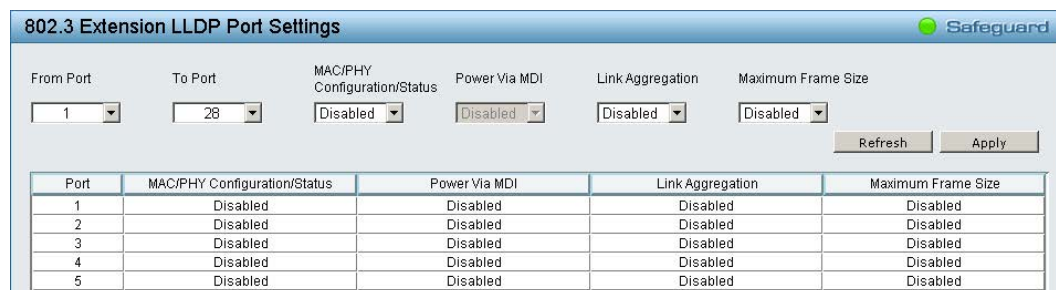 802.3 Extension LLDP Port Settings Safeguard
From Port To Port MAC/PHY Configuration/Status Power Via MDI Link Aggregation Maximum Frame Size
1 28 Disabled Disabled Disabled Disabled
Refresh Apply
Port MAC/PHY Configuration/Status Power Via MDI Link Aggregation Maximum Frame Size
1 Disabled Disabled Disabled Disabled
2 Disabled Disabled Disabled Disabled
3 Disabled Disabled Disabled Disabled
4 Disabled Disabled Disabled Disabled
5 Disabled Disabled Disabled Disabled